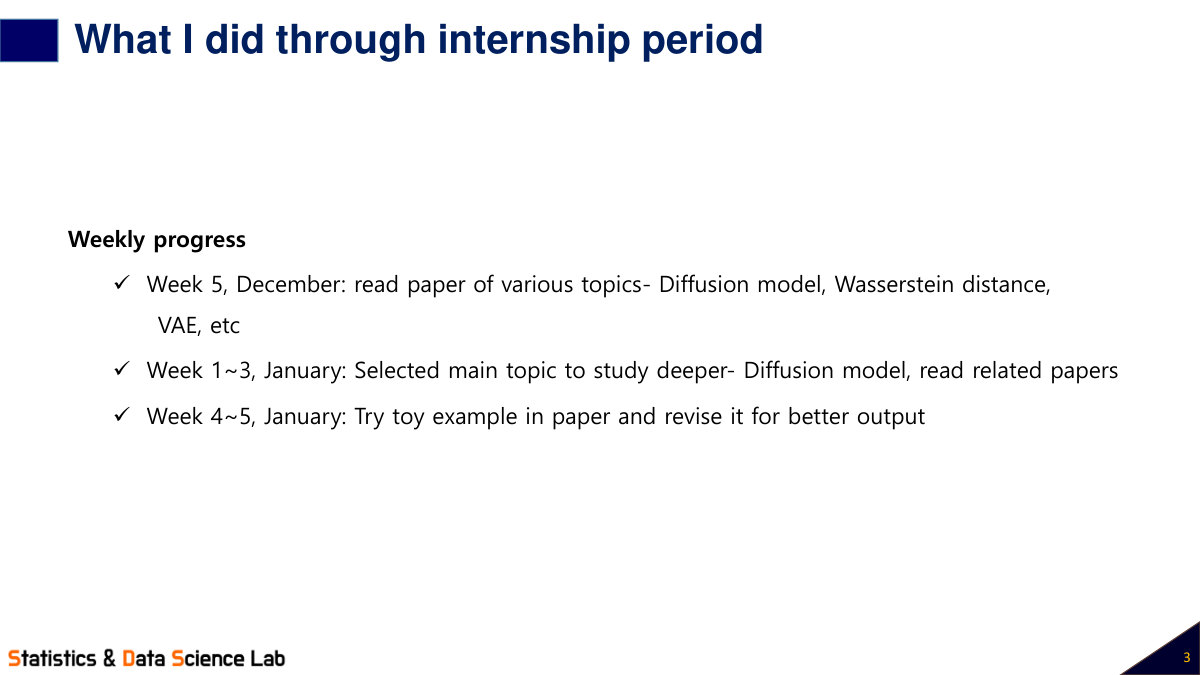 What I did through internship period
Weekly progress
✓ Week 5, December: read paper of various topics- Diffusion model, Wasserstein distance,
VAE, etc
✓ Week 1~3, January: Selected main topic to study deeper- Diffusion model, read related papers
✓ Week 4~5, January: Try toy example in paper and revise it for better output
Statistics & Data Science Lab
3